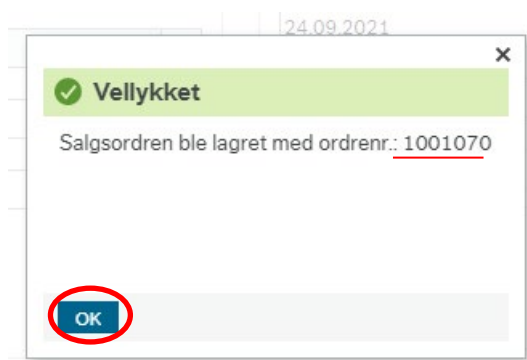 24.09.2021
×
Vellykket
Salgsordren ble lagret med ordrenr.: 1001070
OK